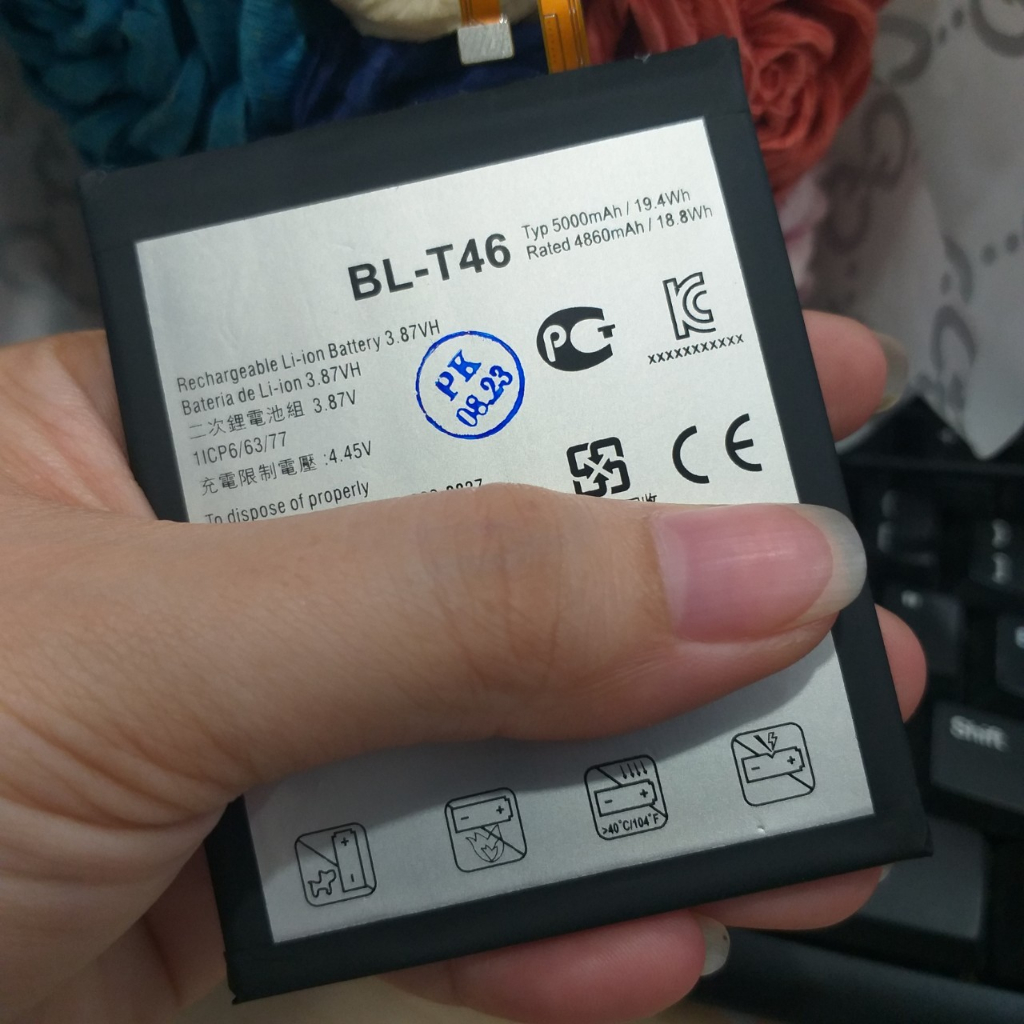 BL-T46
Typ 5000mAh / 19.4Wh
Rated 4860mAh / 18.8Wh
Rechargeable Li-ion Battery 3.87VH
Bateria de Li-ion 3.87VH
二次鋰電池組 3.87V
1ICP6/63/77
充電限制電壓 :4.45V
To dispose of properly
PK
08.23
PCT
KC
xxxxxxxxxxx
CE
>40°C/104°F
Shift